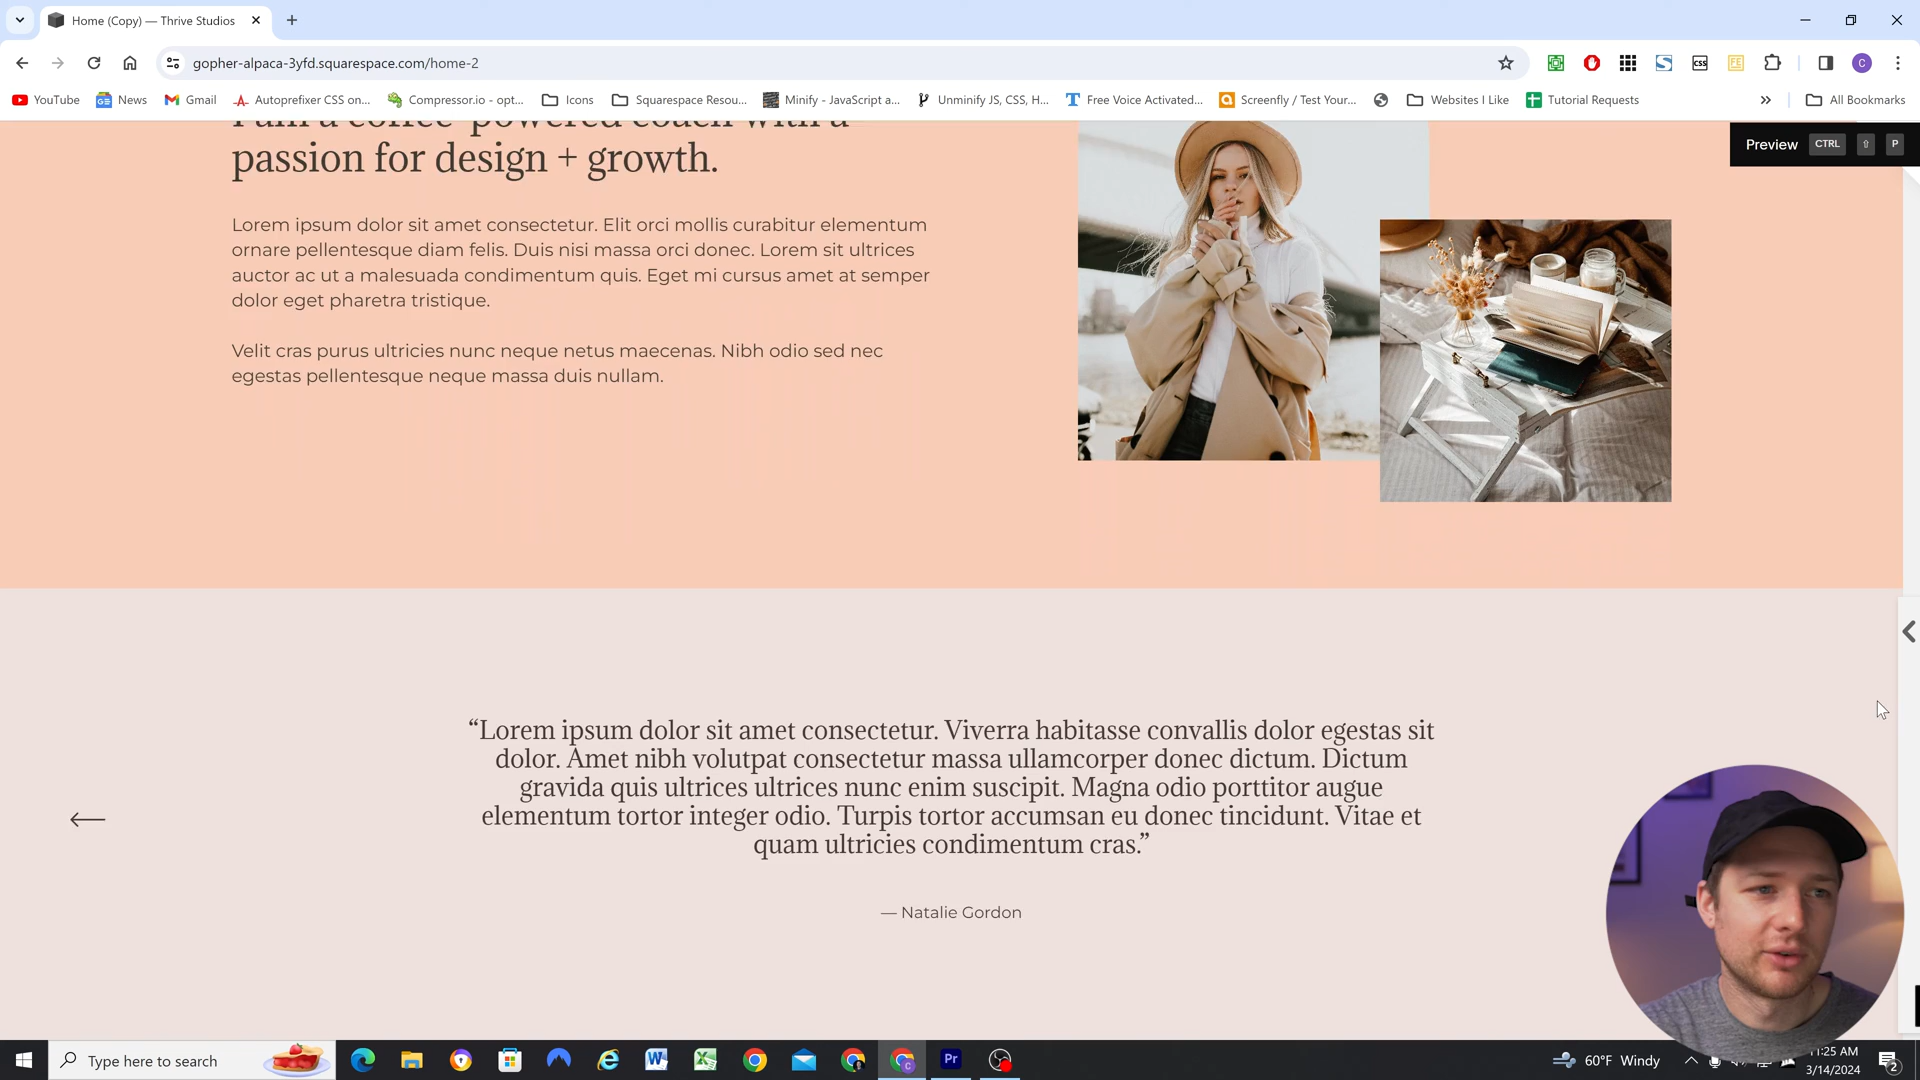 Home (Copy) — Thrive Studios
gopher-alpaca-3yfd.squarespace.com/home-2
YouTube
News
Gmail
Autoprefixer CSS on...
Compressor.io - opt...
Icons
Squarespace Resou...
Minify - JavaScript a...
Unminify JS, CSS, H...
Free Voice Activated...
Screenfly / Test Your...
Websites I Like
Tutorial Requests
All Bookmarks
Preview CTRL ⇧ P
I am a coffee-powered coach with a
passion for design + growth.
Lorem ipsum dolor sit amet consectetur. Elit orci mollis curabitur elementum
ornare pellentesque diam felis. Duis nisi massa orci donec. Lorem sit ultrices
auctor ac ut a malesuada condimentum quis. Eget mi cursus amet at semper
dolor eget pharetra tristique.
Velit cras purus ultricies nunc neque netus maecenas. Nibh odio sed nec
egestas pellentesque neque massa duis nullam.
“Lorem ipsum dolor sit amet consectetur. Viverra habitasse convallis dolor egestas sit
dolor. Amet nibh volutpat consectetur massa ullamcorper donec dictum. Dictum
gravida quis ultrices ultrices nunc enim suscipit. Magna odio porttitor augue
elementum tortor integer odio. Turpis tortor accumsan eu donec tincidunt. Vitae et
quam ultricies condimentum cras.”
— Natalie Gordon
Type here to search
60°F Windy
11:25 AM
3/14/2024